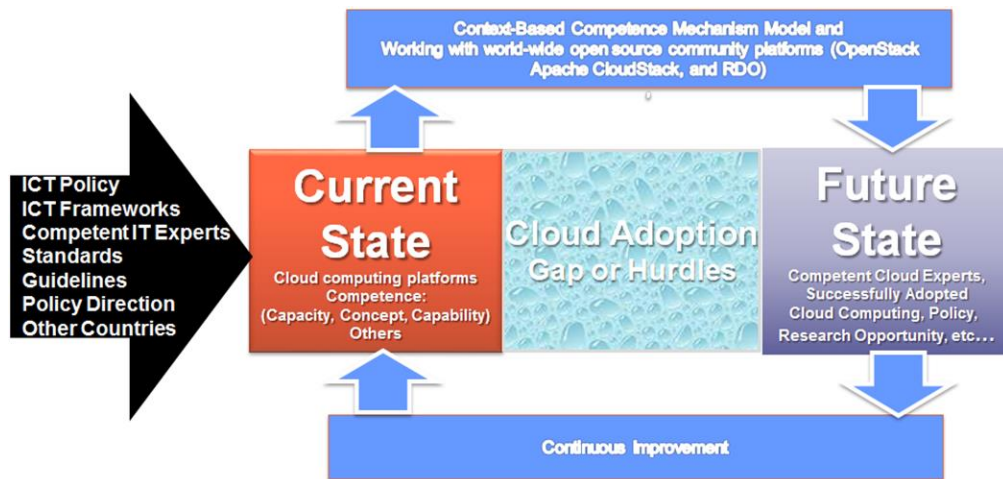 Context-Based Competence Mechanism Model and
Working with world-wide open source community platforms (OpenStack
Apache CloudStack, and RDO)
ICT Policy
ICT Frameworks
Competent IT Experts
Standards
Guidelines
Policy Direction
Other Countries
Current
State
Cloud computing platforms
Competence:
(Capacity, Concept, Capability)
Others
Cloud Adoption
Gap or Hurdles
Future
State
Competent Cloud Experts,
Successfully Adopted
Cloud Computing, Policy,
Research Opportunity, etc...
Continuous Improvement